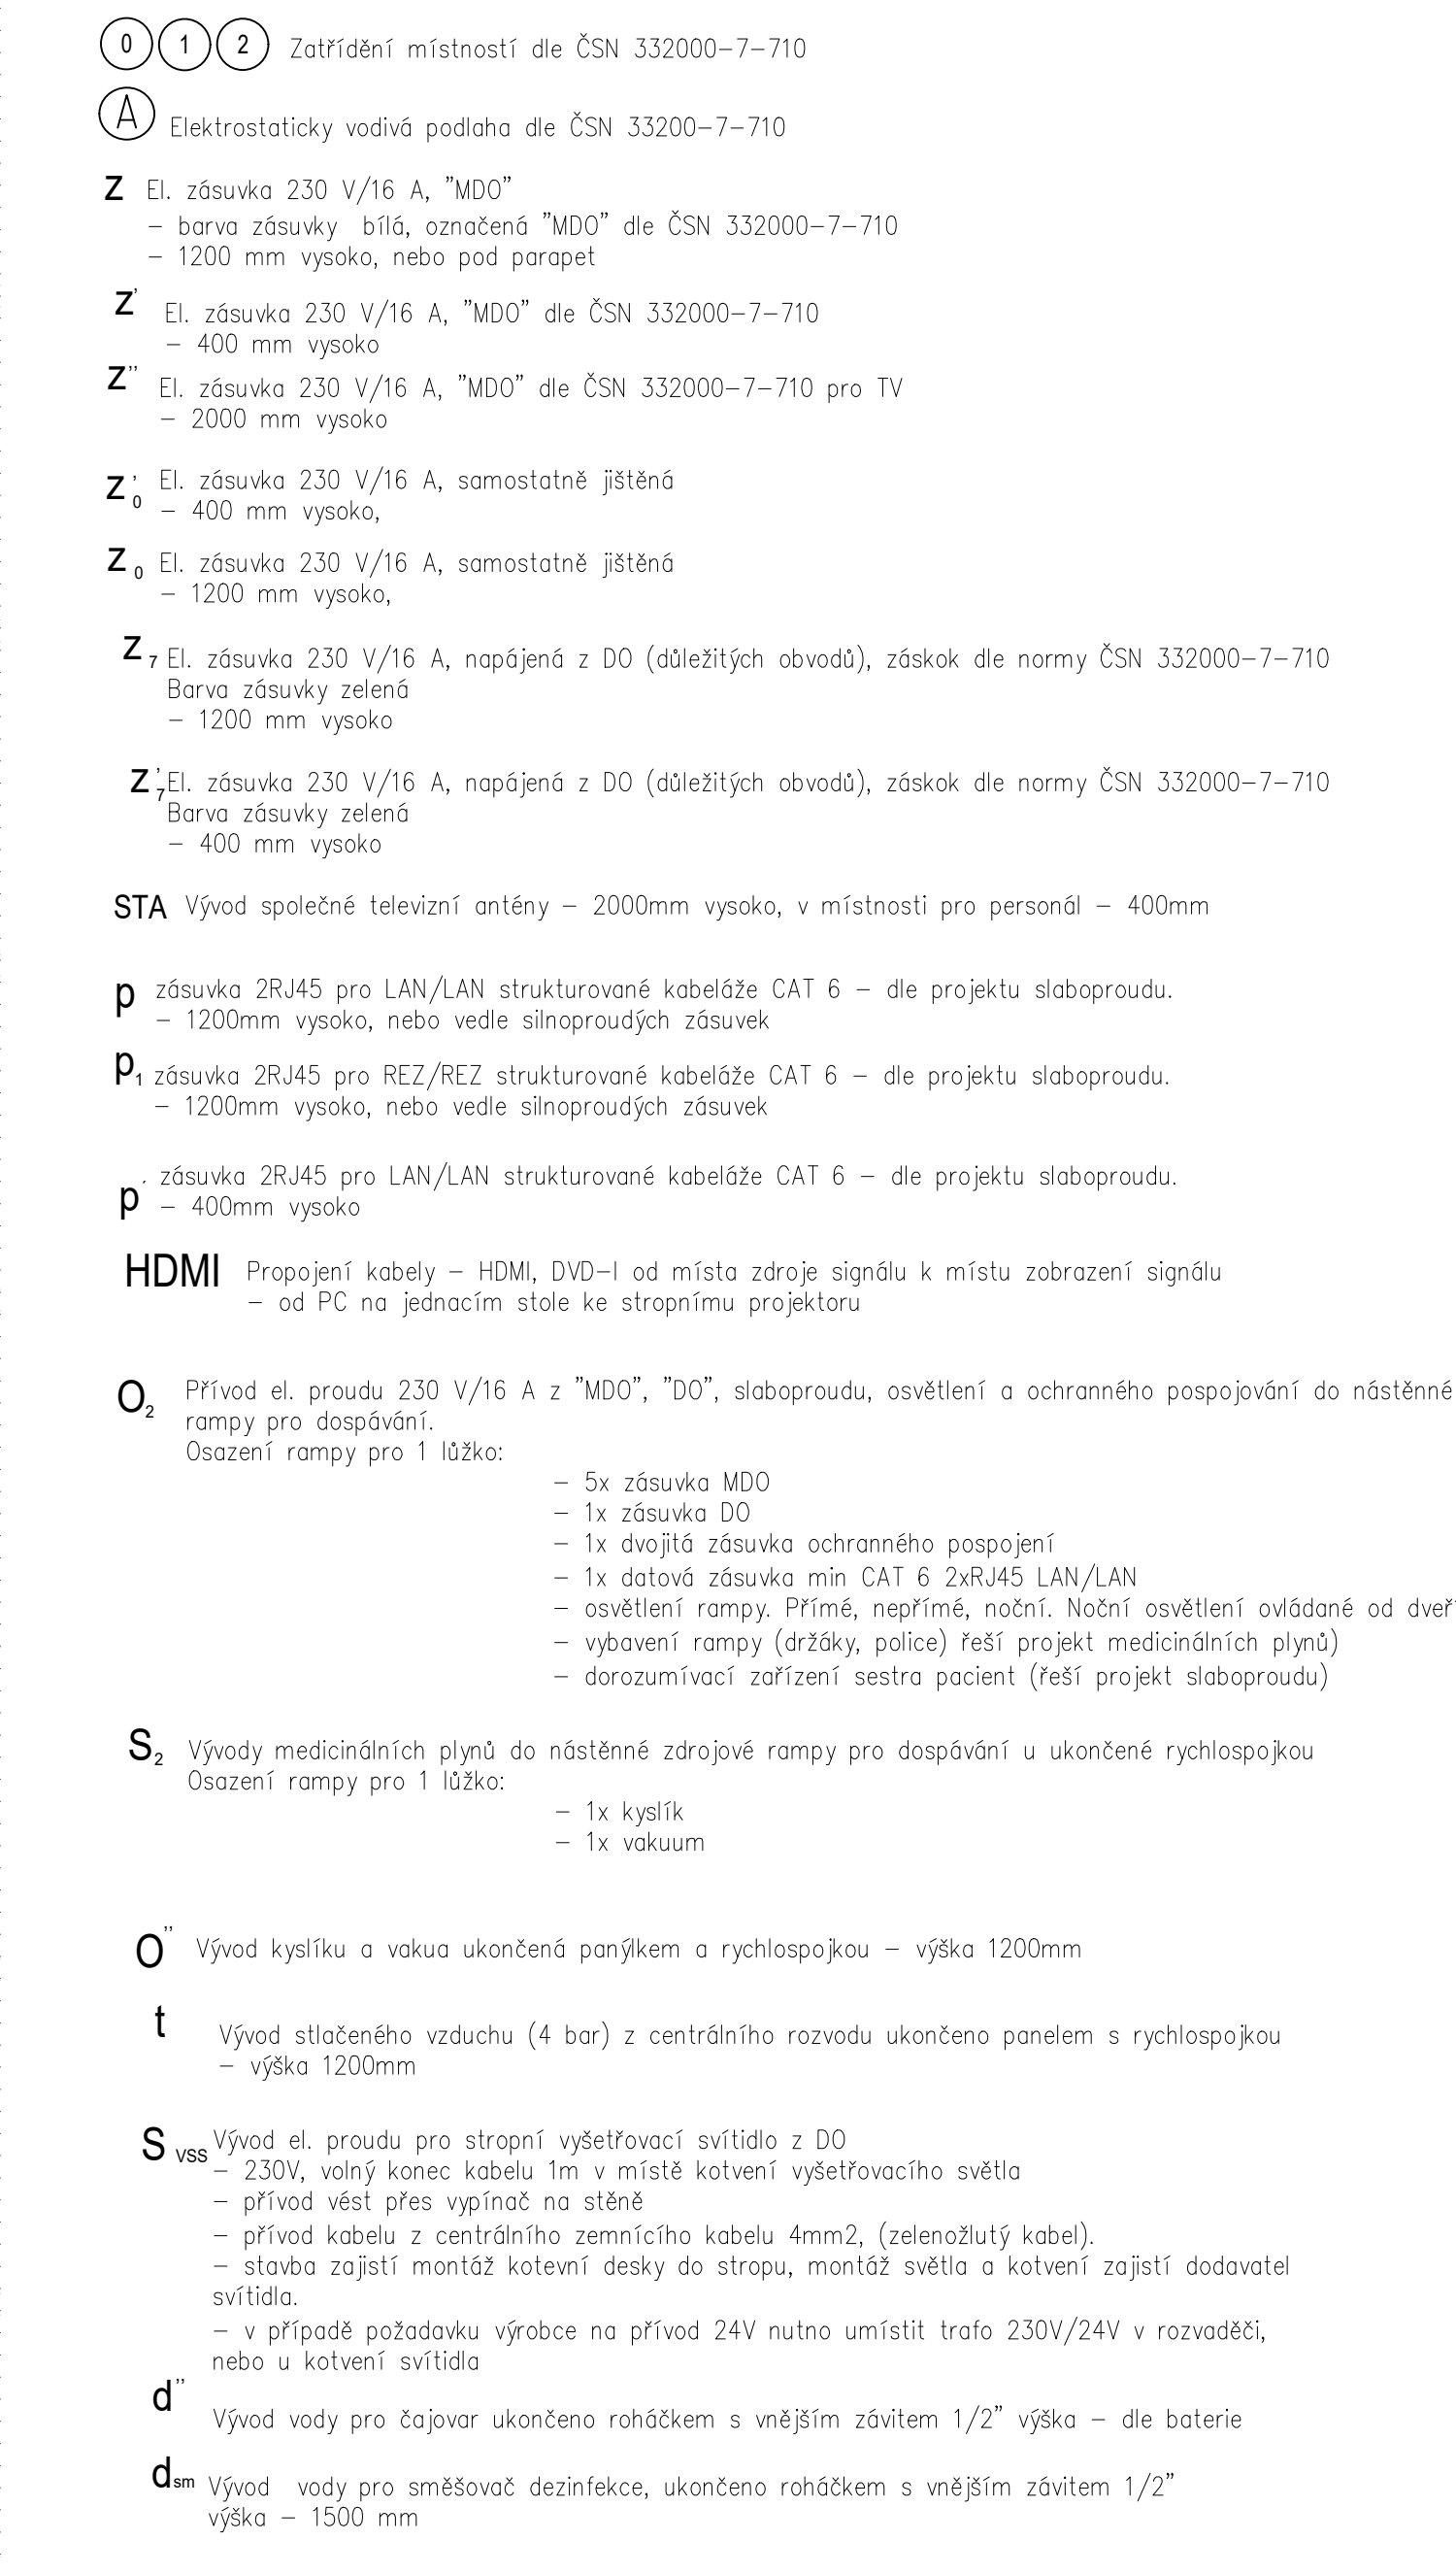 0 1 2 Zatřídění místností dle ČSN 332000-7-710
A Elektrostaticky vodivá podlaha dle ČSN 33200-7-710
z El. zásuvka 230 V/16 A, "MDO"
- barva zásuvky bílá, označená "MDO" dle ČSN 332000-7-710
- 1200 mm vysoko, nebo pod parapet
z' El. zásuvka 230 V/16 A, "MDO" dle ČSN 332000-7-710
- 400 mm vysoko
z'' El. zásuvka 230 V/16 A, "MDO" dle ČSN 332000-7-710 pro TV
- 2000 mm vysoko
z'0 El. zásuvka 230 V/16 A, samostatně jištěná
- 400 mm vysoko,
z0 El. zásuvka 230 V/16 A, samostatně jištěná
- 1200 mm vysoko,
z7 El. zásuvka 230 V/16 A, napájená z DO (důležitých obvodů), záskok dle normy ČSN 332000-7-710
Barva zásuvky zelená
- 1200 mm vysoko
z'7 El. zásuvka 230 V/16 A, napájená z DO (důležitých obvodů), záskok dle normy ČSN 332000-7-710
Barva zásuvky zelená
- 400 mm vysoko
STA Vývod společné televizní antény - 2000mm vysoko, v místnosti pro personál - 400mm
p zásuvka 2RJ45 pro LAN/LAN strukturované kabeláže CAT 6 - dle projektu slaboproudu.
- 1200mm vysoko, nebo vedle silnoproudých zásuvek
p1 zásuvka 2RJ45 pro REZ/REZ strukturované kabeláže CAT 6 - dle projektu slaboproudu.
- 1200mm vysoko, nebo vedle silnoproudých zásuvek
p´ zásuvka 2RJ45 pro LAN/LAN strukturované kabeláže CAT 6 - dle projektu slaboproudu.
- 400mm vysoko
HDMI Propojení kabely - HDMI, DVD-I od místa zdroje signálu k místu zobrazení signálu
- od PC na jednacím stole ke stropnímu projektoru
O2 Přívod el. proudu 230 V/16 A z "MDO", "DO", slaboproudu, osvětlení a ochranného pospojování do nástěnné
rampy pro dospávání.
Osazení rampy pro 1 lůžko:
- 5x zásuvka MDO
- 1x zásuvka DO
- 1x dvojitá zásuvka ochranného pospojení
- 1x datová zásuvka min CAT 6 2xRJ45 LAN/LAN
- osvětlení rampy. Přímé, nepřímé, noční. Noční osvětlení ovládané od dveří
- vybavení rampy (držáky, police) řeší projekt medicinálních plynů)
- dorozumívací zařízení sestra pacient (řeší projekt slaboproudu)
S2 Vývody medicinálních plynů do nástěnné zdrojové rampy pro dospávání u ukončené rychlospojkou
Osazení rampy pro 1 lůžko:
- 1x kyslík
- 1x vakuum
O'' Vývod kyslíku a vakua ukončená panýlkem a rychlospojkou - výška 1200mm
t Vývod stlačeného vzduchu (4 bar) z centrálního rozvodu ukončeno panelem s rychlospojkou
- výška 1200mm
S VSS Vývod el. proudu pro stropní vyšetřovací svítidlo z DO
- 230V, volný konec kabelu 1m v místě kotvení vyšetřovacího světla
- přívod vést přes vypínač na stěně
- přívod kabelu z centrálního zemnícího kabelu 4mm2, (zelenožlutý kabel).
- stavba zajistí montáž kotevní desky do stropu, montáž světla a kotvení zajistí dodavatel
svítidla.
- v případě požadavku výrobce na přívod 24V nutno umístit trafo 230V/24V v rozvaděči,
nebo u kotvení svítidla
d'' Vývod vody pro čajovar ukončeno roháčkem s vnějším závitem 1/2" výška - dle baterie
dsm Vývod vody pro směšovač dezinfekce, ukončeno roháčkem s vnějším závitem 1/2"
výška - 1500 mm